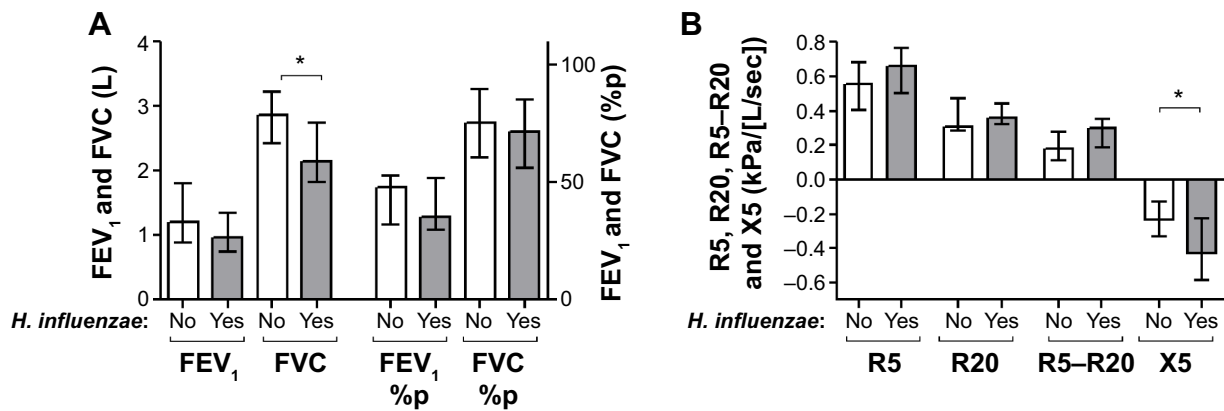 A
FEV1 and FVC (L)
4
3
2
1
0
*
100
50
0
FEV1 and FVC (%p)
H. influenzae: No Yes No Yes No Yes No Yes
FEV1 FVC FEV1 %p FVC %p
B
R5, R20, R5–R20
and X5 (kPa/[L/sec])
0.8
0.6
0.4
0.2
0.0
–0.2
–0.4
–0.6
*
H. influenzae: No Yes No Yes No Yes No Yes
R5 R20 R5–R20 X5